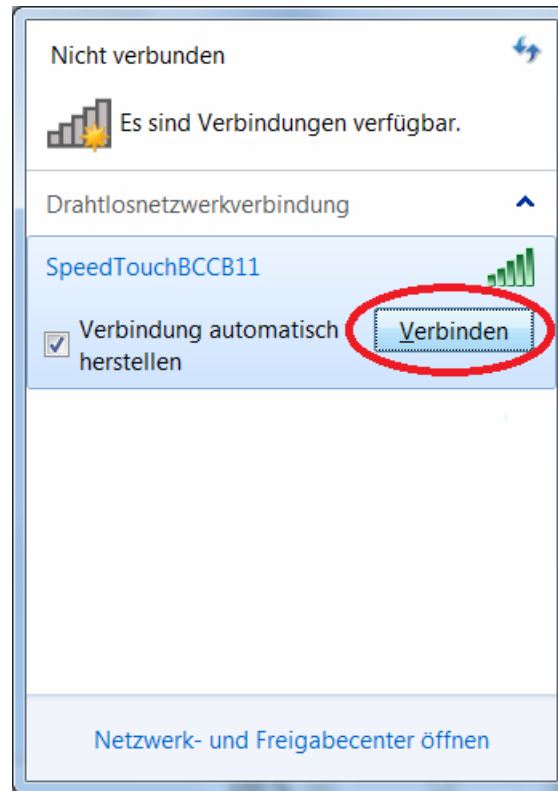 Nicht verbunden
Es sind Verbindungen verfügbar.
Drahtlosnetzwerkverbindung
SpeedTouchBCCB11
Verbindung automatisch
herstellen
Verbinden
Netzwerk- und Freigabecenter öffnen